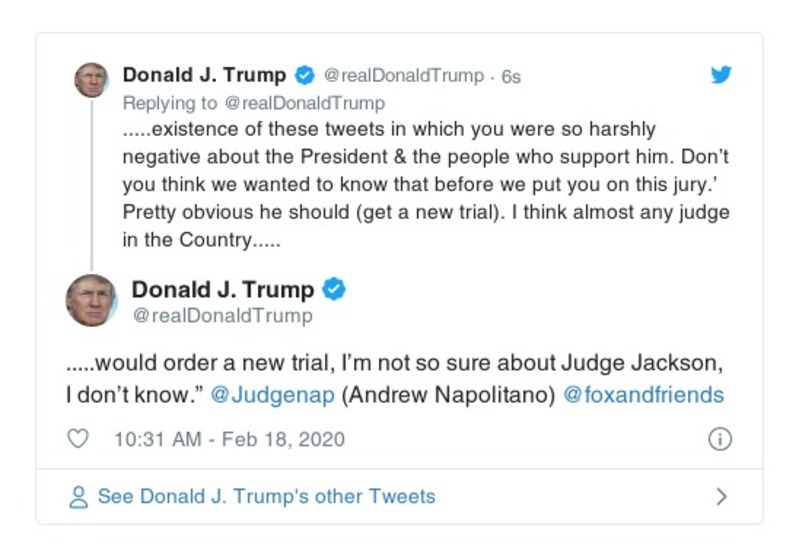 Donald J. Trump @realDonaldTrump · 6s
Replying to @realDonaldTrump
.....existence of these tweets in which you were so harshly
negative about the President & the people who support him. Don't
you think we wanted to know that before we put you on this jury.'
Pretty obvious he should (get a new trial). I think almost any judge
in the Country.....
Donald J. Trump
@realDonaldTrump
.....would order a new trial, I'm not so sure about Judge Jackson,
I don't know.” @Judgenap (Andrew Napolitano) @foxandfriends
10:31 AM - Feb 18, 2020
See Donald J. Trump's other Tweets